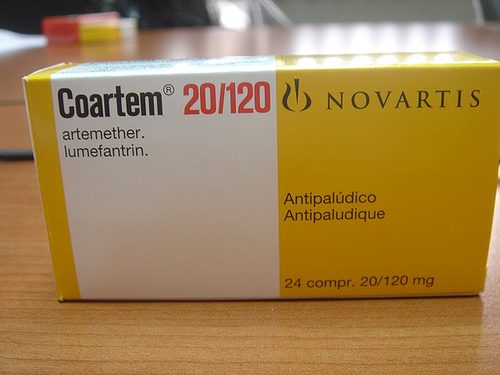 Coartem® 20/120
artemether.
lumefantrin.
NOVARTIS
Antipalúdico
Antipaludique
24 compr. 20/120 mg